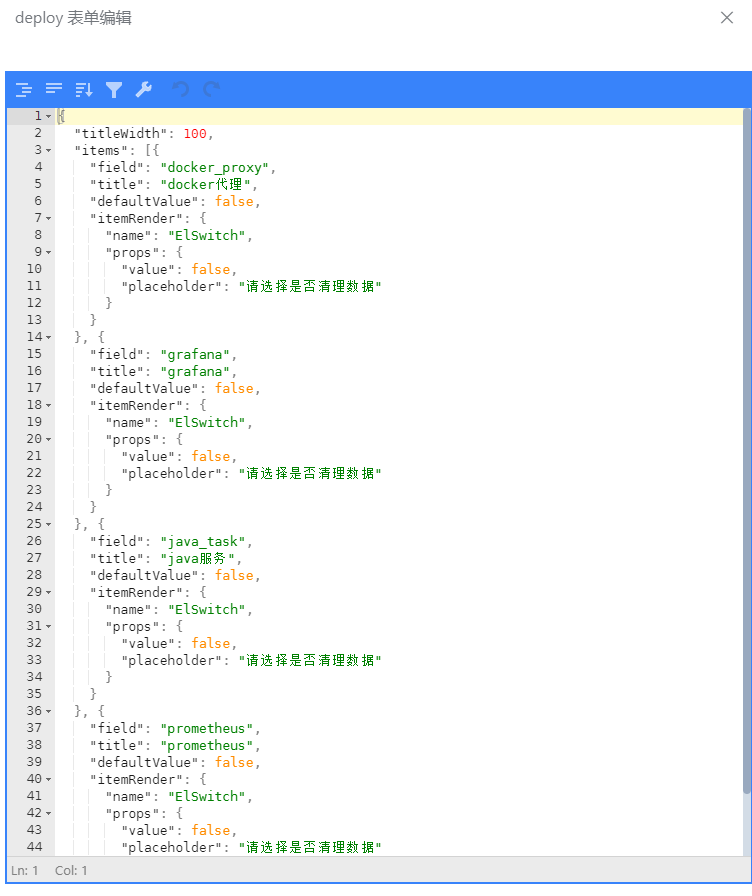 deploy 表单编辑
1 {
2 "titleWidth": 100,
3 "items": [{
4 "field": "docker_proxy",
5 "title": "docker代理",
6 "defaultValue": false,
7 "itemRender": {
8 "name": "ElSwitch",
9 "props": {
10 "value": false,
11 "placeholder": "请选择是否清理数据"
12 }
13 }
14 }, {
15 "field": "grafana",
16 "title": "grafana",
17 "defaultValue": false,
18 "itemRender": {
19 "name": "ElSwitch",
20 "props": {
21 "value": false,
22 "placeholder": "请选择是否清理数据"
23 }
24 }
25 }, {
26 "field": "java_task",
27 "title": "java服务",
28 "defaultValue": false,
29 "itemRender": {
30 "name": "ElSwitch",
31 "props": {
32 "value": false,
33 "placeholder": "请选择是否清理数据"
34 }
35 }
36 }, {
37 "field": "prometheus",
38 "title": "prometheus",
39 "defaultValue": false,
40 "itemRender": {
41 "name": "ElSwitch",
42 "props": {
43 "value": false,
44 "placeholder": "请选择是否清理数据"
Ln: 1 Col: 1